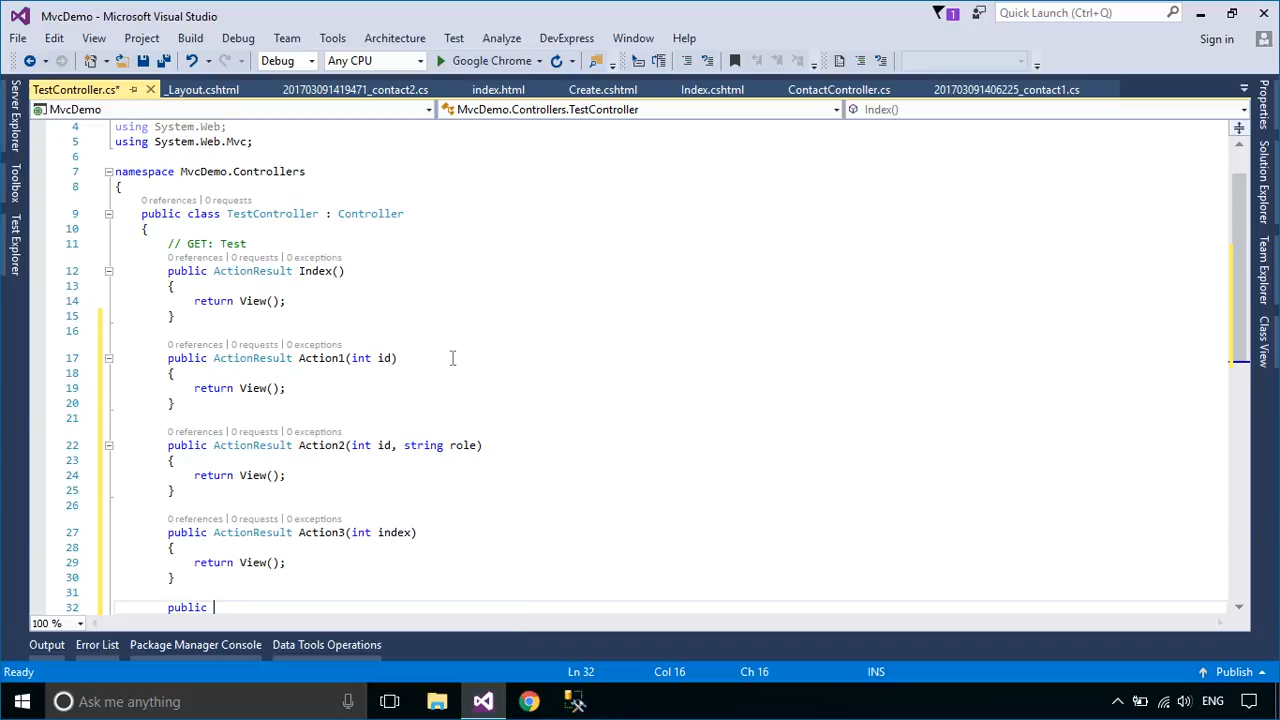 MvcDemo - Microsoft Visual Studio
1
Quick Launch (Ctrl+Q)
File Edit View Project Build Debug Team Tools Architecture Test Analyze DevExpress Window Help
Sign in
Debug Any CPU Google Chrome
TestController.cs* _Layout.cshtml 201703091419471_contact2.cs index.html Create.cshtml Index.cshtml ContactController.cs 201703091406225_contact1.cs
MvcDemo MvcDemo.Controllers.TestController Index()
Server Explorer
Toolbox
Test Explorer
4 using System.Web;
5 using System.Web.Mvc;
6
7 namespace MvcDemo.Controllers
8 {
0 references | 0 requests
9 public class TestController : Controller
10 {
11 // GET: Test
0 references | 0 requests | 0 exceptions
12 public ActionResult Index()
13 {
14 return View();
15 }
16
0 references | 0 requests | 0 exceptions
17 public ActionResult Action1(int id)
18 {
19 return View();
20 }
21
0 references | 0 requests | 0 exceptions
22 public ActionResult Action2(int id, string role)
23 {
24 return View();
25 }
26
0 references | 0 requests | 0 exceptions
27 public ActionResult Action3(int index)
28 {
29 return View();
30 }
31
32 public
Properties
Solution Explorer
Team Explorer
Class View
100 %
Output Error List Package Manager Console Data Tools Operations
Ready Ln 32 Col 16 Ch 16 INS Publish
Ask me anything ENG